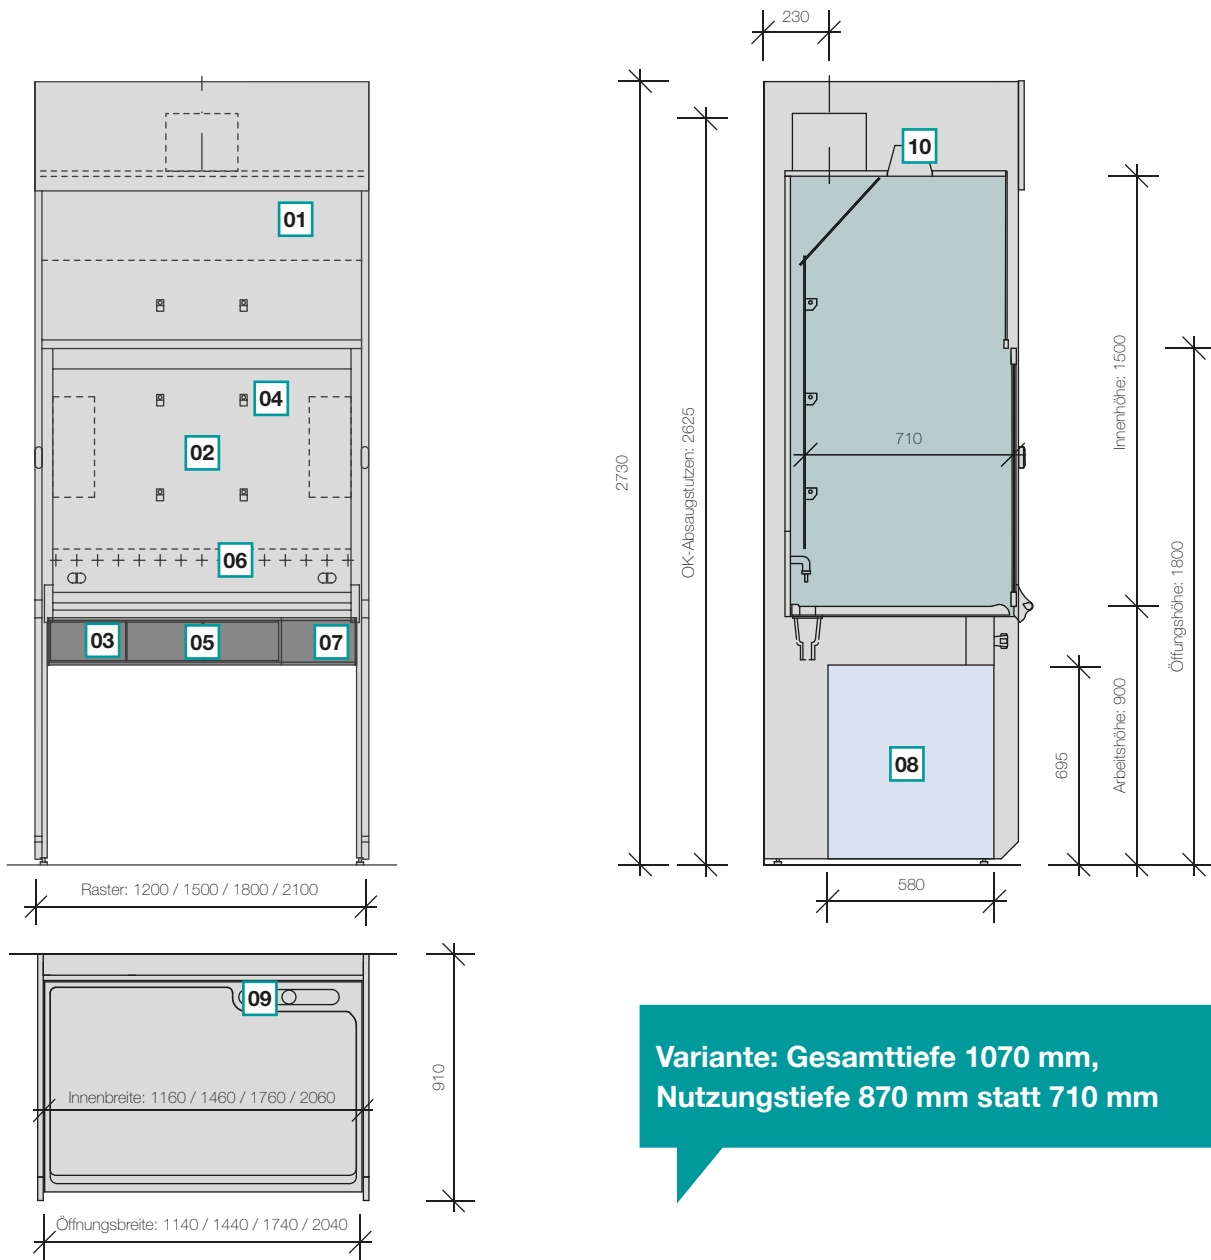 230
10
01
04
02
06
03
05
07
2730
OK-Absaugstutzen: 2625
710
Innenhöhe: 1500
Öffungshöhe: 1800
Arbeitshöhe: 900
695
08
580
Raster: 1200 / 1500 / 1800 / 2100
09
Innenbreite: 1160 / 1460 / 1760 / 2060
910
Öffnungsbreite: 1140 / 1440 / 1740 / 2040
Variante: Gesamttiefe 1070 mm,
Nutzungstiefe 870 mm statt 710 mm